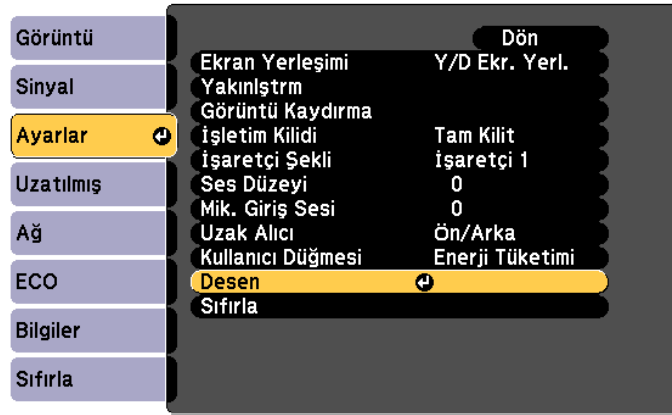 Görüntü
Sinyal
Ayarlar
Uzatılmış
Ağ
ECO
Bilgiler
Sıfırla
Dön
Ekran Yerleşimi Y/D Ekr. Yerl.
Yakınlştrm
Görüntü Kaydırma
İşletim Kilidi Tam Kilit
İşaretçi Şekli İşaretçi 1
Ses Düzeyi 0
Mik. Giriş Sesi 0
Uzak Alıcı Ön/Arka
Kullanıcı Düğmesi Enerji Tüketimi
Desen
Sıfırla